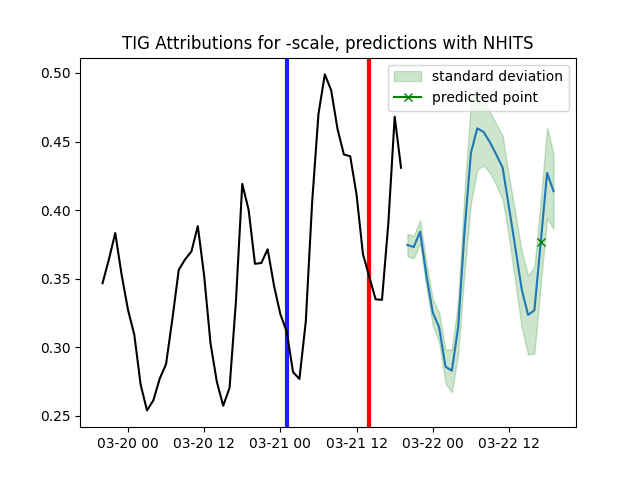 TIG Attributions for -scale, predictions with NHITS
standard deviation
predicted point
0.50
0.45
0.40
0.35
0.30
0.25
03-20 00 03-20 12 03-21 00 03-21 12 03-22 00 03-22 12